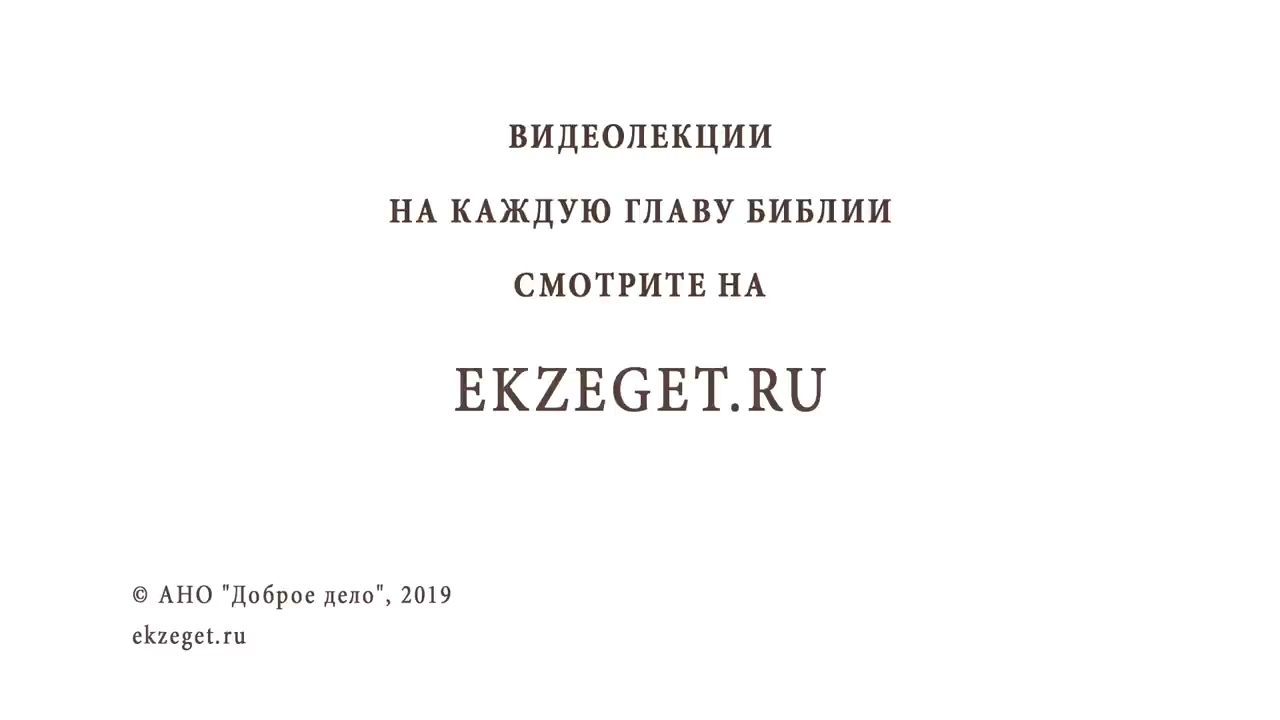 ВИДЕОЛЕКЦИИ
НА КАЖДУЮ ГЛАВУ БИБЛИИ
СМОТРИТЕ НА
EKZEGET.RU
© АНО "Доброе дело", 2019
ekzeget.ru